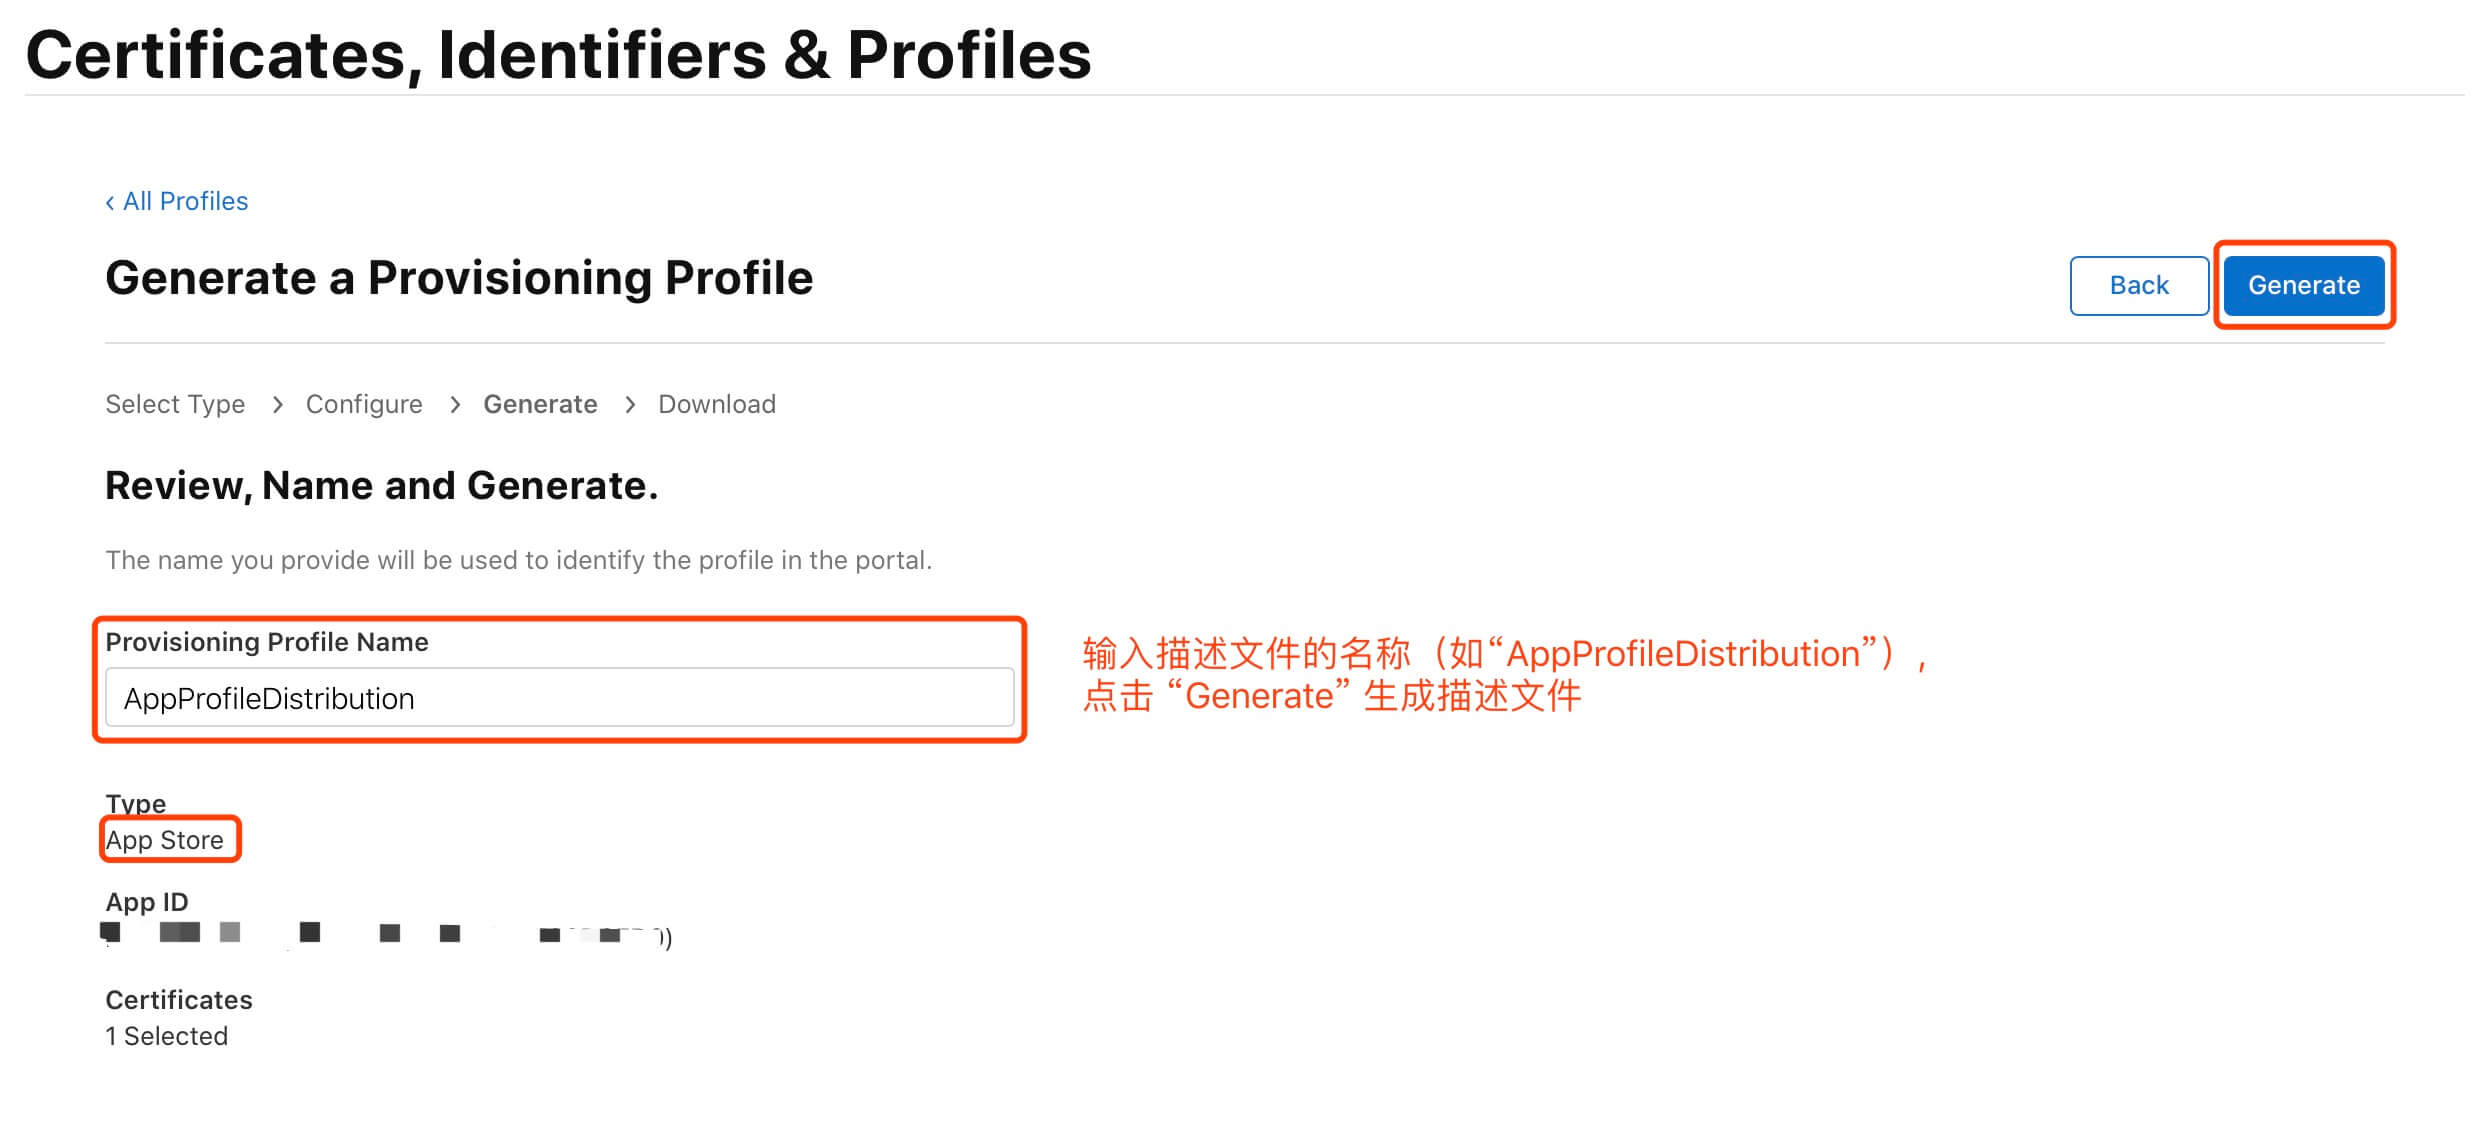 Certificates, Identifiers & Profiles
‹ All Profiles
Generate a Provisioning Profile
Back
Generate
Select Type > Configure > Generate > Download
Review, Name and Generate.
The name you provide will be used to identify the profile in the portal.
Provisioning Profile Name
AppProfileDistribution
输入描述文件的名称（如“AppProfileDistribution”），
点击 “Generate” 生成描述文件
Type
App Store
App ID
Certificates
1 Selected